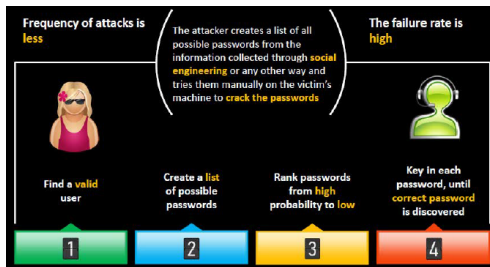 Frequency of attacks is
less
The attacker creates a list of all
possible passwords from the
information collected through social
engineering or any other way and
tries them manually on the victim's
machine to crack the passwords
The failure rate is
high
Find a valid
user
Create a list
of possible
passwords
Rank passwords
from high
probability to low
Key in each
password, until
correct password
is discovered
1
2
3
4